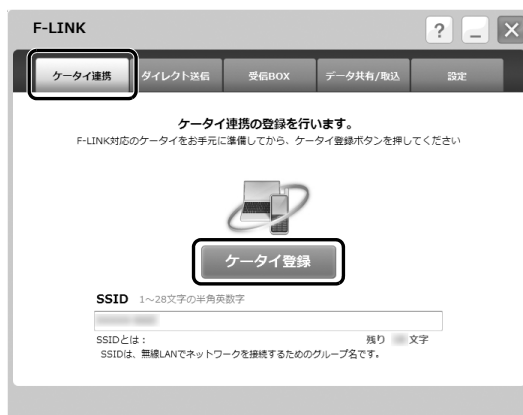 F-LINK
? _ X
ケータイ連携 ダイレクト送信 受信BOX データ共有/取込 設定
ケータイ連携の登録を行います。
F-LINK対応のケータイをお手元に準備してから、ケータイ登録ボタンを押してください
ケータイ登録
SSID 1~28文字の半角英数字
SSIDとは: 残り 文字
SSIDは、無線LANでネットワークを接続するためのグループ名です。